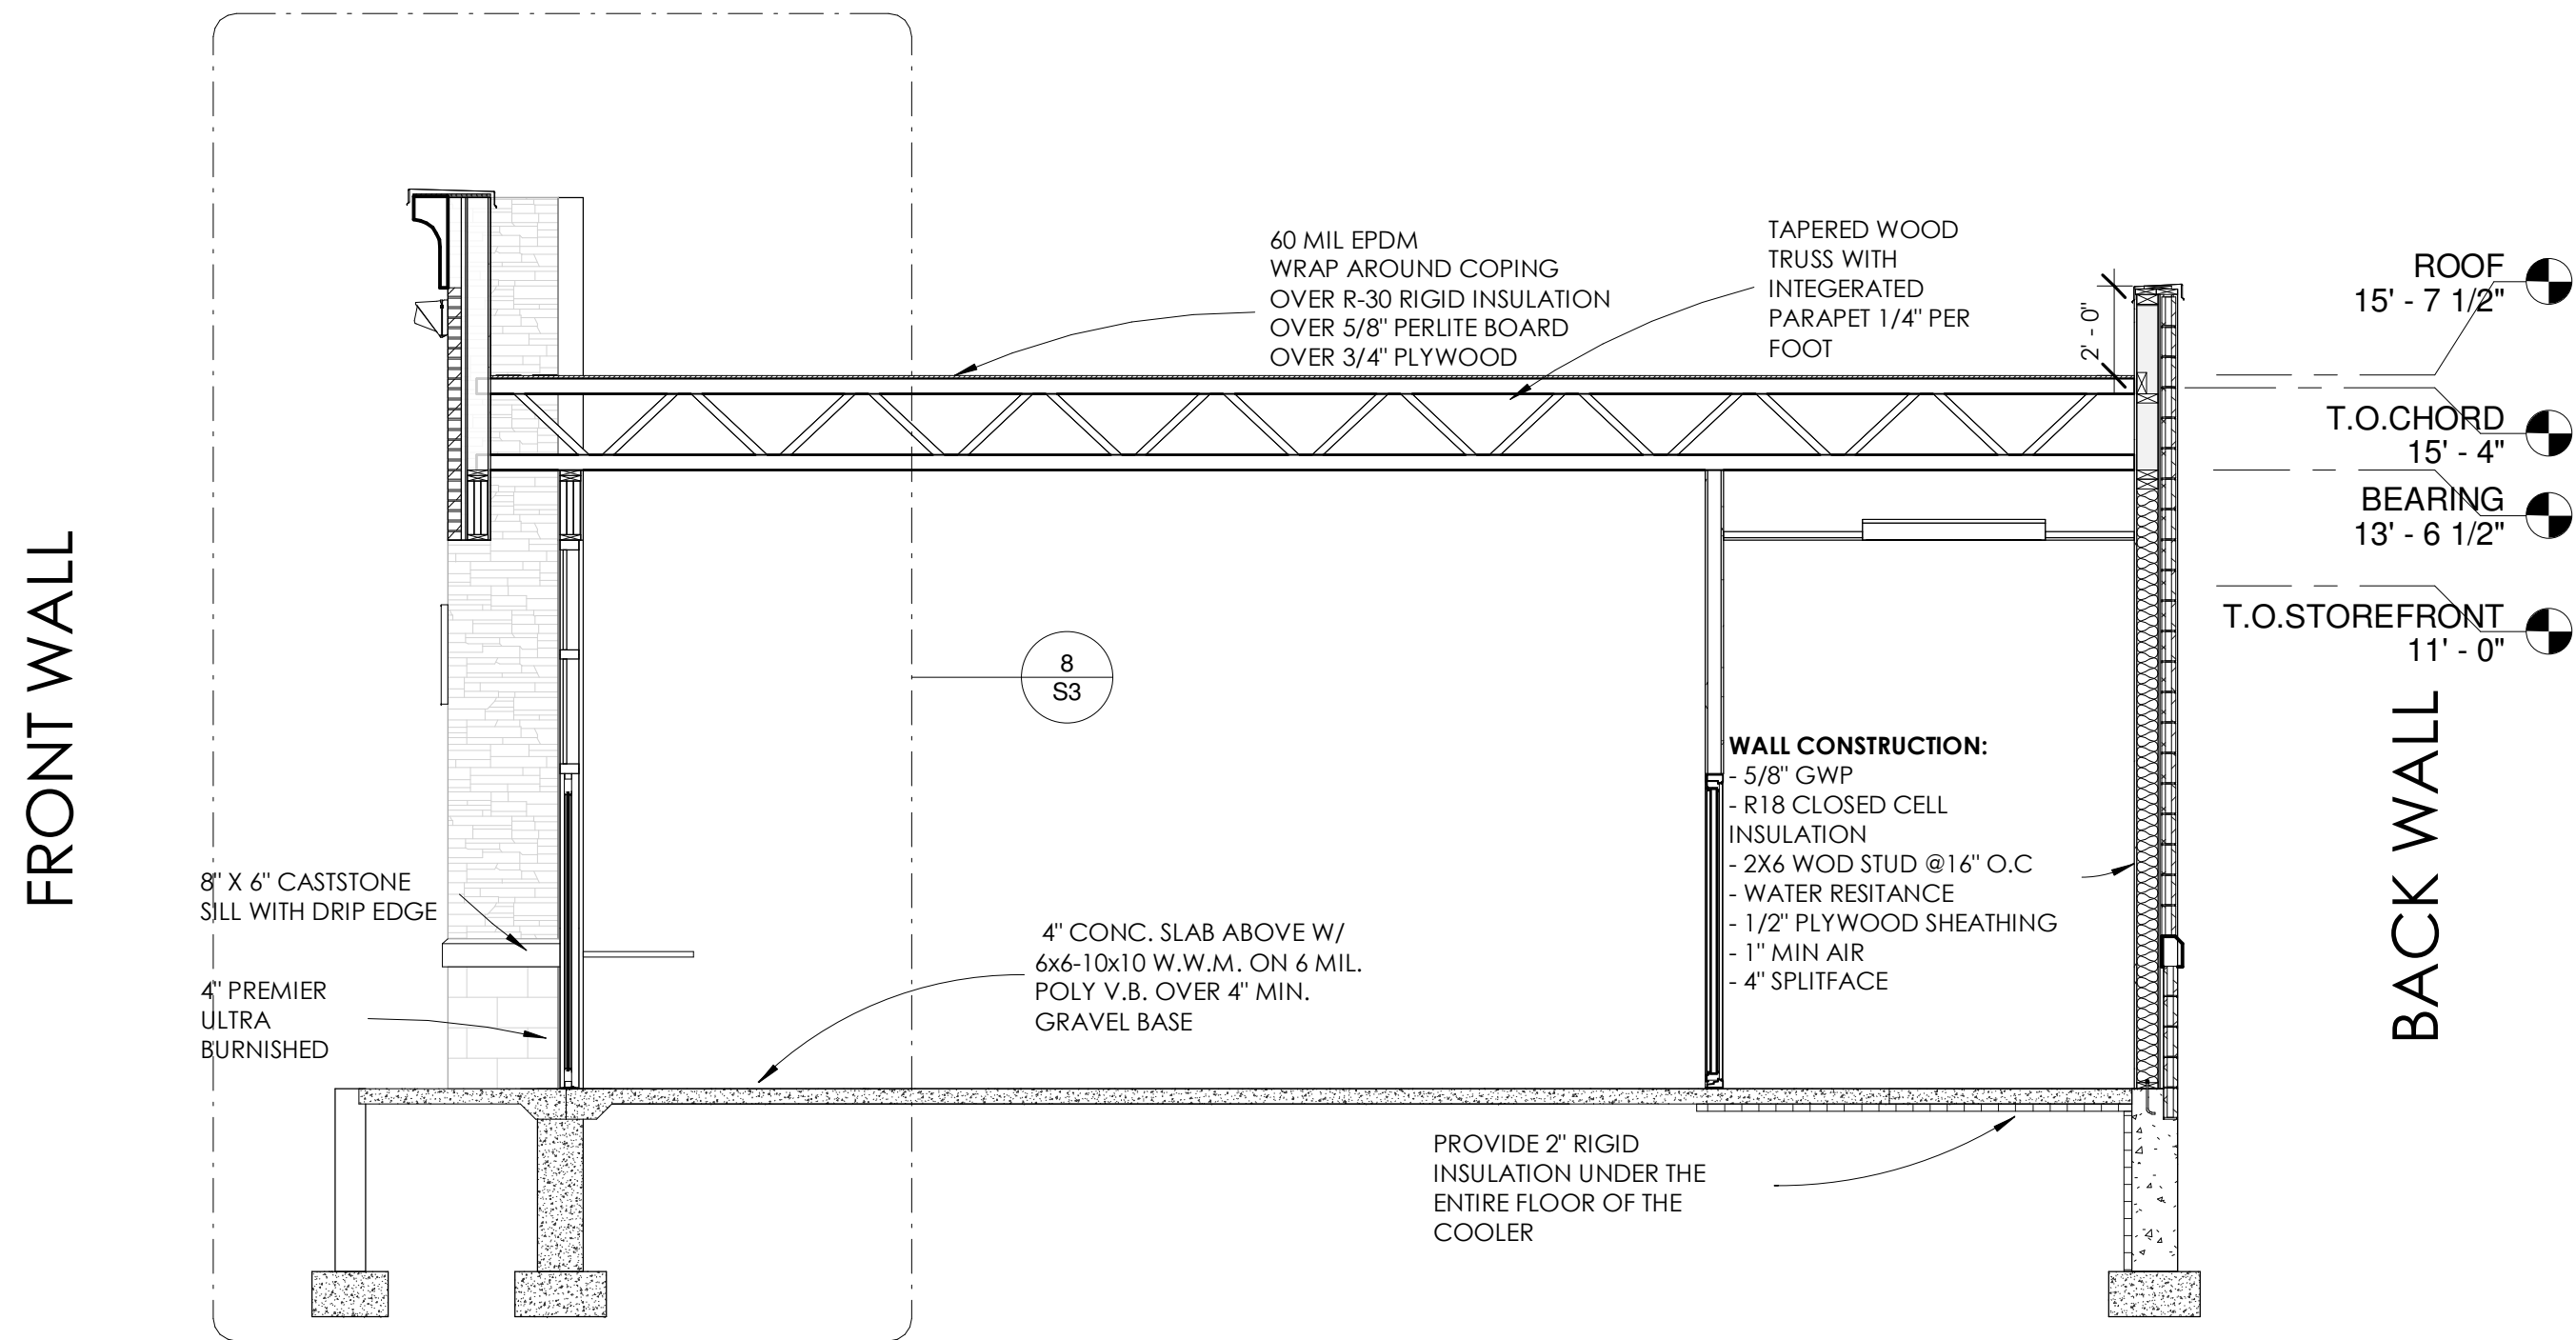 FRONT WALL
60 MIL EPDM
WRAP AROUND COPING
OVER R-30 RIGID INSULATION
OVER 5/8" PERLITE BOARD
OVER 3/4" PLYWOOD
TAPERED WOOD
TRUSS WITH
INTEGERATED
PARAPET 1/4" PER
FOOT
2' - 0"
ROOF
15' - 7 1/2"
T.O.CHORD
15' - 4"
BEARING
13' - 6 1/2"
T.O.STOREFRONT
11' - 0"
8
S3
WALL CONSTRUCTION:
- 5/8" GWP
- R18 CLOSED CELL
INSULATION
- 2X6 WOD STUD @16" O.C
- WATER RESITANCE
- 1/2" PLYWOOD SHEATHING
- 1" MIN AIR
- 4" SPLITFACE
BACK WALL
8" X 6" CASTSTONE
SILL WITH DRIP EDGE
4" PREMIER
ULTRA
BURNISHED
4" CONC. SLAB ABOVE W/
6x6-10x10 W.W.M. ON 6 MIL.
POLY V.B. OVER 4" MIN.
GRAVEL BASE
PROVIDE 2" RIGID
INSULATION UNDER THE
ENTIRE FLOOR OF THE
COOLER